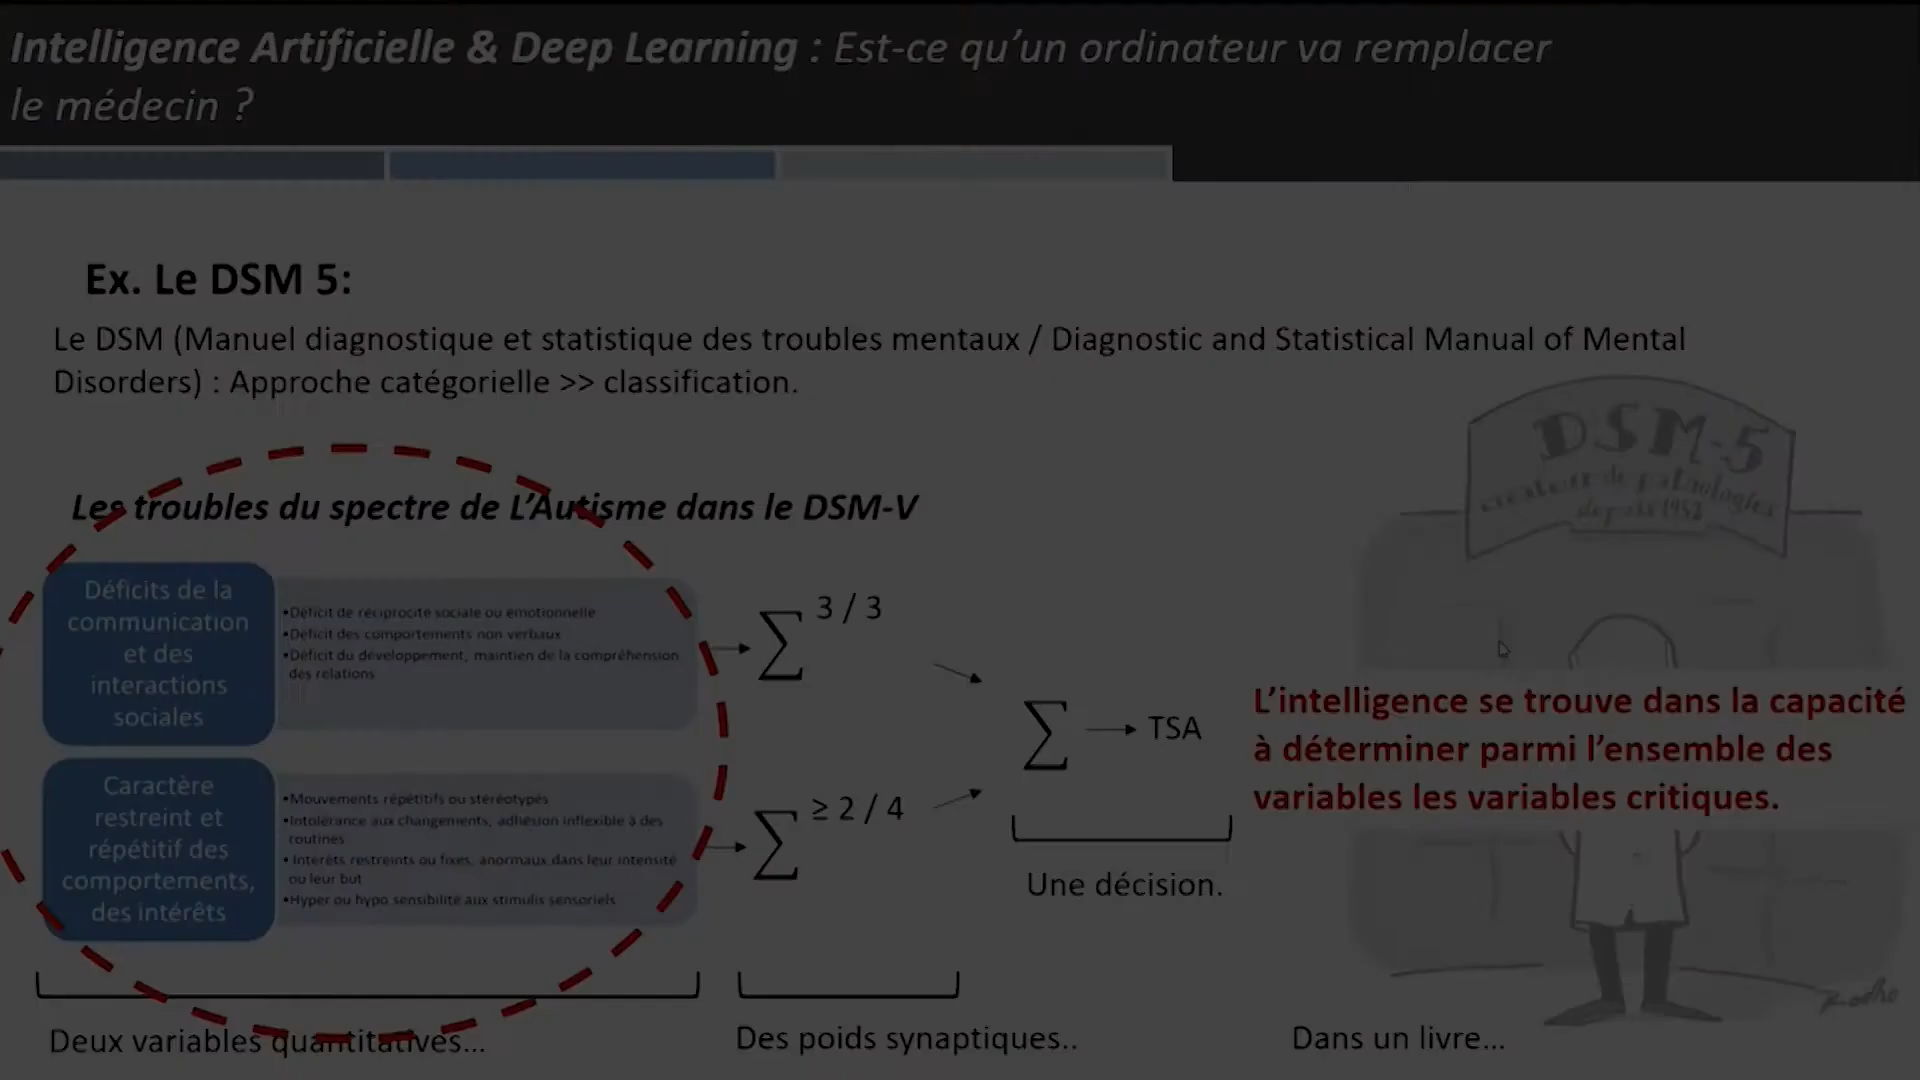 Intelligence Artificielle & Deep Learning : Est-ce qu'un ordinateur va remplacer
le médecin ?
Ex. Le DSM 5:
Le DSM (Manuel diagnostique et statistique des troubles mentaux / Diagnostic and Statistical Manual of Mental
Disorders) : Approche catégorielle >> classification.
DSM-5
depuis 1952
Les troubles du spectre de L'Autisme dans le DSM-V
Déficits de la
communication
et des
interactions
sociales
•Déficit de réciprocité sociale ou émotionnelle
•Déficit des comportements non verbaux
•Déficit du développement, maintien de la compréhension
des relations
∑ 3 / 3
Caractère
restreint et
répétitif des
comportements,
des intérêts
•Mouvements répétitifs ou stéréotypés
•Intolérance aux changements, adhésion inflexible à des
routines
• Intérêts restreints ou fixes, anormaux dans leur intensité
ou leur but
•Hyper ou hypo sensibilité aux stimulis sensoriels
∑ ≥ 2 / 4
∑ → TSA
Une décision.
L'intelligence se trouve dans la capacité
à déterminer parmi l'ensemble des
variables les variables critiques.
Deux variables quantitatives...
Des poids synaptiques..
Dans un livre...